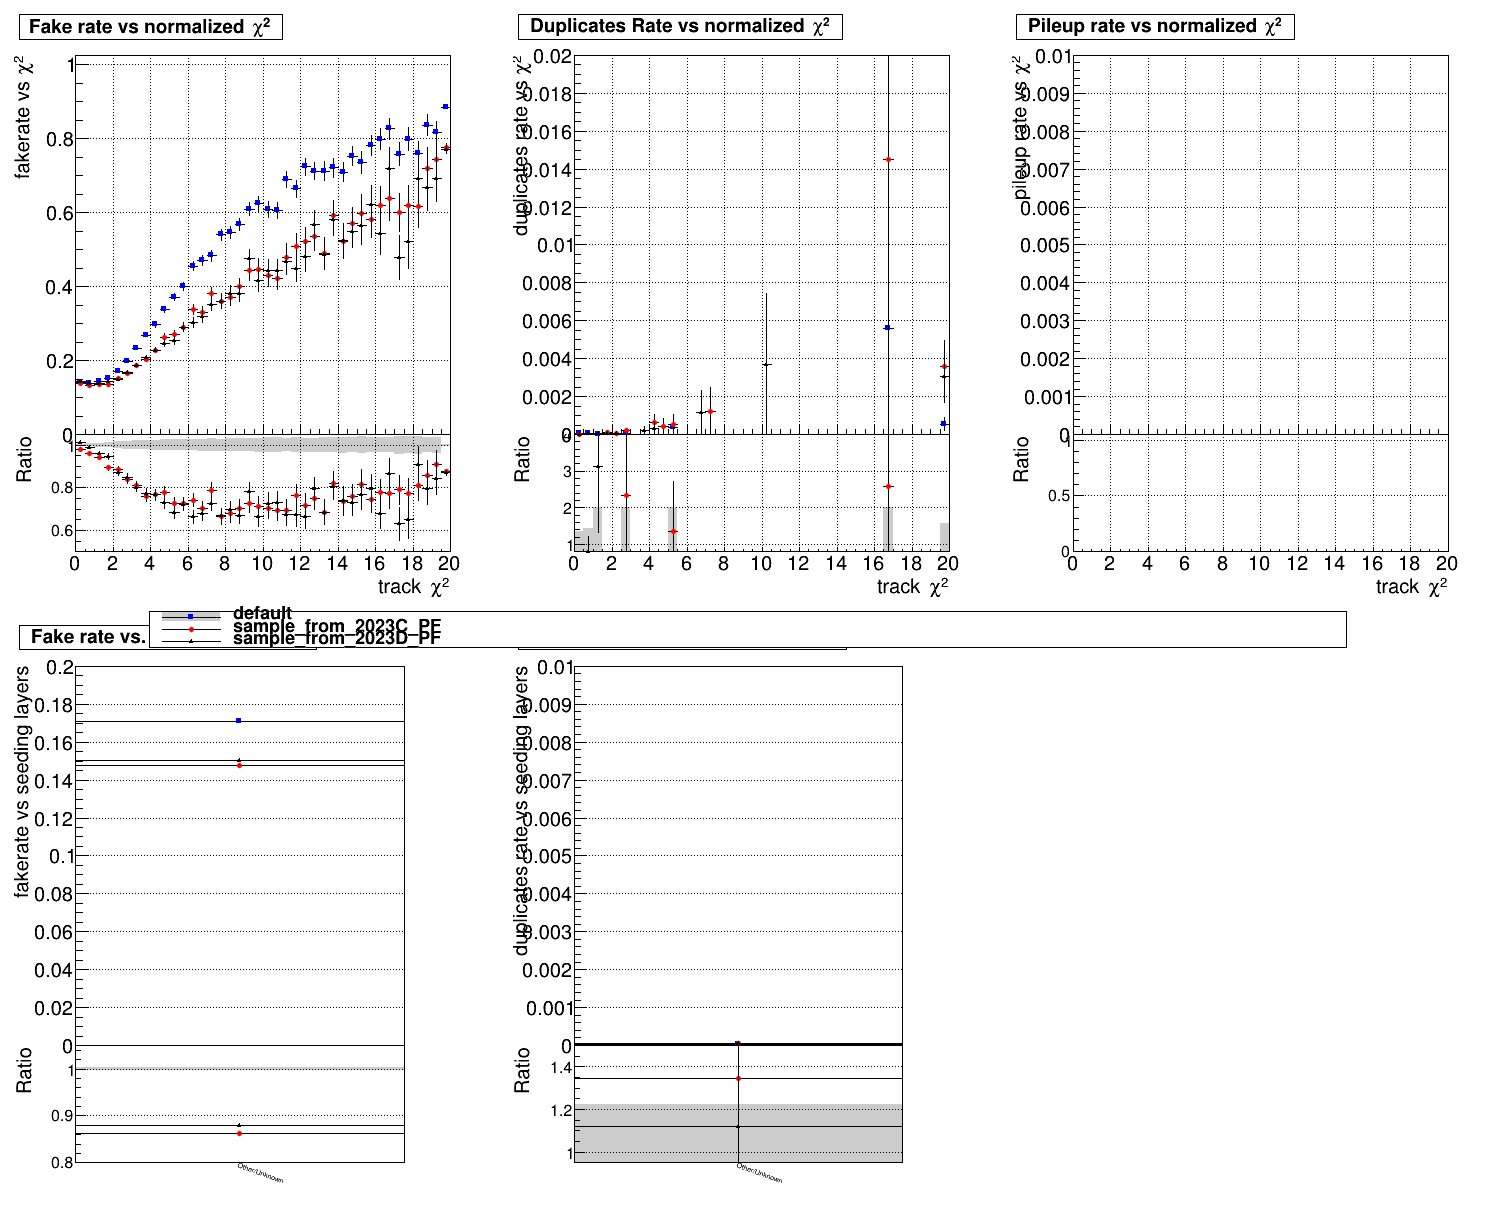 Fake rate vs normalized χ²
fakerate vs χ²
1
0.8
0.6
0.4
0.2
0
Ratio
1
0.8
0.6
0 2 4 6 8 10 12 14 16 18 20
track χ²
Duplicates Rate vs normalized χ²
duplicates rate vs χ²
0.02
0.018
0.016
0.014
0.012
0.01
0.008
0.006
0.004
0.002
0
Ratio
4
3
2
1
0 2 4 6 8 10 12 14 16 18 20
track χ²
Pileup rate vs normalized χ²
pileup rate vs χ²
0.01
0.009
0.008
0.007
0.006
0.005
0.004
0.003
0.002
0.001
0
Ratio
1
0.5
0
0 2 4 6 8 10 12 14 16 18 20
track χ²
default
sample_from_2023C_PF
sample_from_2023D_PF
Fake rate vs.
fakerate vs seeding layers
0.2
0.18
0.16
0.14
0.12
0.1
0.08
0.06
0.04
0.02
0
Ratio
1
0.9
0.8
Other/Unknown
duplicates rate vs seeding layers
0.01
0.009
0.008
0.007
0.006
0.005
0.004
0.003
0.002
0.001
0
Ratio
1.4
1.2
1
Other/Unknown